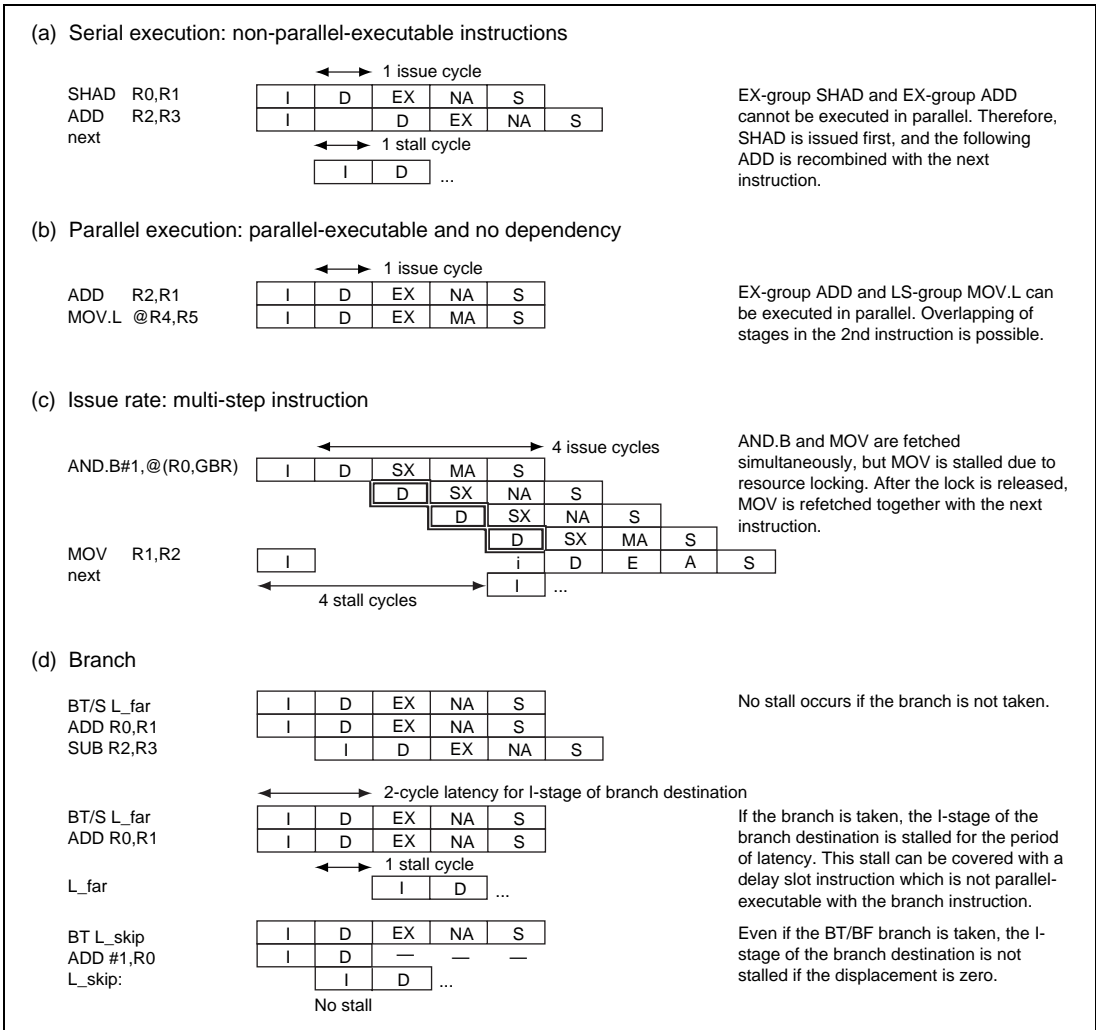 (a) Serial execution: non-parallel-executable instructions
1 issue cycle
SHAD R0,R1 I D EX NA S
ADD R2,R3 I D EX NA S
next
1 stall cycle
I D ...
EX-group SHAD and EX-group ADD
cannot be executed in parallel. Therefore,
SHAD is issued first, and the following
ADD is recombined with the next
instruction.
(b) Parallel execution: parallel-executable and no dependency
1 issue cycle
ADD R2,R1 I D EX NA S
MOV.L @R4,R5 I D EX MA S
EX-group ADD and LS-group MOV.L can
be executed in parallel. Overlapping of
stages in the 2nd instruction is possible.
(c) Issue rate: multi-step instruction
4 issue cycles
AND.B#1,@(R0,GBR) I D SX MA S
D SX NA S
D SX NA S
D SX MA S
MOV R1,R2 I i D E A S
next I ...
4 stall cycles
AND.B and MOV are fetched
simultaneously, but MOV is stalled due to
resource locking. After the lock is released,
MOV is refetched together with the next
instruction.
(d) Branch
BT/S L_far I D EX NA S
ADD R0,R1 I D EX NA S
SUB R2,R3 I D EX NA S
No stall occurs if the branch is not taken.
2-cycle latency for I-stage of branch destination
BT/S L_far I D EX NA S
ADD R0,R1 I D EX NA S
1 stall cycle
L_far I D ...
If the branch is taken, the I-stage of the
branch destination is stalled for the period
of latency. This stall can be covered with a
delay slot instruction which is not parallel-
executable with the branch instruction.
BT L_skip I D EX NA S
ADD #1,R0 I D — — —
L_skip: I D ...
No stall
Even if the BT/BF branch is taken, the I-
stage of the branch destination is not
stalled if the displacement is zero.